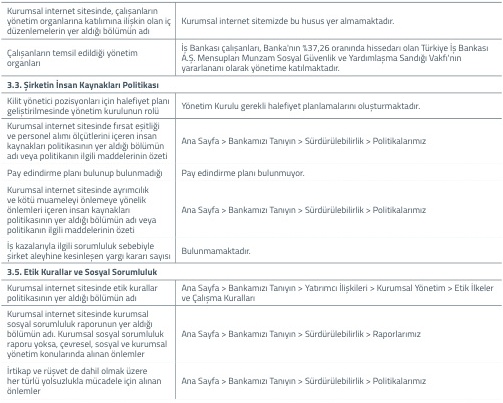 Kurumsal internet sitesinde, çalışanların
yönetim organlarına katılımına ilişkin olan iç
düzenlemelerin yer aldığı bölümün adı
Kurumsal internet sitemizde bu husus yer almamaktadır.
Çalışanların temsil edildiği yönetim
organları
İş Bankası çalışanları, Banka'nın %37,26 oranında hissedarı olan Türkiye İş Bankası
A.Ş. Mensupları Munzam Sosyal Güvenlik ve Yardımlaşma Sandığı Vakfı'nın
yararlananı olarak yönetime katılmaktadır.
3.3. Şirketin İnsan Kaynakları Politikası
Kilit yönetici pozisyonları için halefiyet planı
geliştirilmesinde yönetim kurulunun rolü
Yönetim Kurulu gerekli halefiyet planlamalarını oluşturmaktadır.
Kurumsal internet sitesinde fırsat eşitliği
ve personel alımı ölçütlerini içeren insan
kaynakları politikasının yer aldığı bölümün
adı veya politikanın ilgili maddelerinin özeti
Ana Sayfa > Bankamızı Tanıyın > Sürdürülebilirlik > Politikalarımız
Pay edindirme planı bulunup bulunmadığı
Pay edindirme planı bulunmuyor.
Kurumsal internet sitesinde ayrımcılık
ve kötü muameleyi önlemeye yönelik
önlemleri içeren insan kaynakları
politikasının yer aldığı bölümün adı veya
politikanın ilgili maddelerinin özeti
Ana Sayfa > Bankamızı Tanıyın > Sürdürülebilirlik > Politikalarımız
İş kazalarıyla ilgili sorumluluk sebebiyle
şirket aleyhine kesinleşen yargı kararı sayısı
Bulunmamaktadır.
3.5. Etik Kurallar ve Sosyal Sorumluluk
Kurumsal internet sitesinde etik kurallar
politikasının yer aldığı bölümün adı
Ana Sayfa > Bankamızı Tanıyın > Yatırımcı İlişkileri > Kurumsal Yönetim > Etik İlkeler
ve Çalışma Kuralları
Kurumsal internet sitesinde kurumsal
sosyal sorumluluk raporunun yer aldığı
bölümün adı. Kurumsal sosyal sorumluluk
raporu yoksa, çevresel, sosyal ve kurumsal
yönetim konularında alınan önlemler
Ana Sayfa > Bankamızı Tanıyın > Sürdürülebilirlik > Raporlarımız
İrtikap ve rüşvet de dahil olmak üzere
her türlü yolsuzlukla mücadele için alınan
önlemler
Ana Sayfa > Bankamızı Tanıyın > Sürdürülebilirlik > Politikalarımız